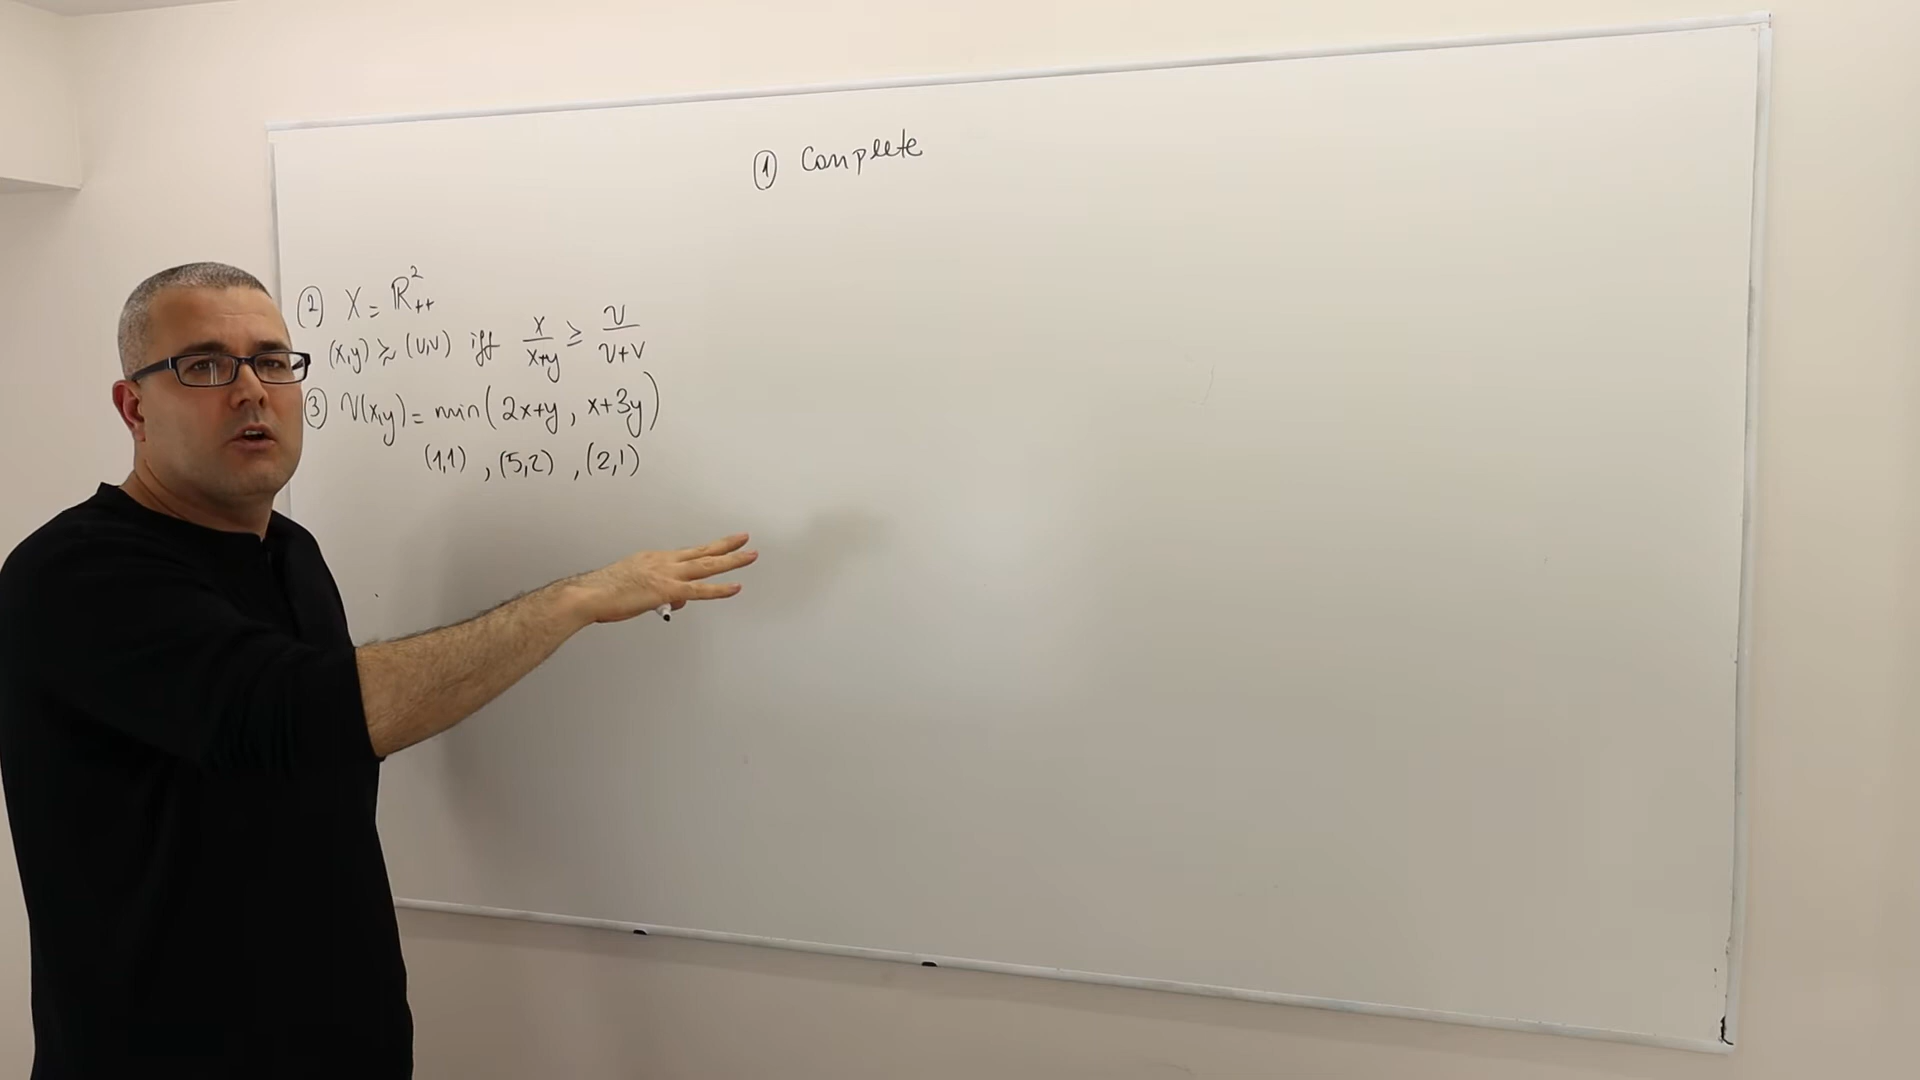 ① Complete
② X = ℝ²₊₊
(x,y) ≿ (u,v) iff x/(x+y) ≥ u/(u+v)
③ U(x,y) = min(2x+y, x+3y)
(1,1), (5,2), (2,1)